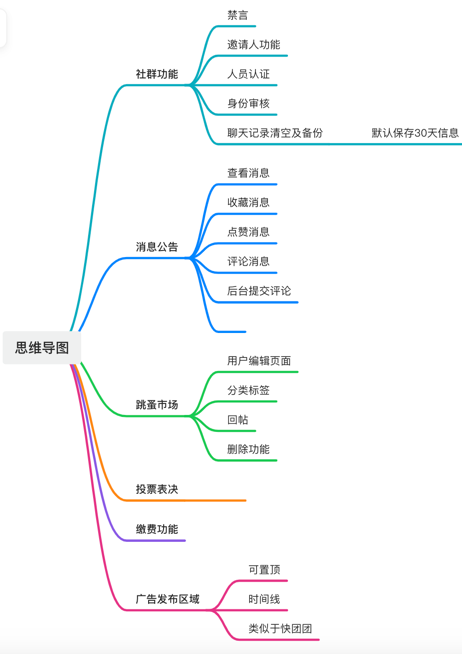 思维导图
社群功能
禁言
邀请人功能
人员认证
身份审核
聊天记录清空及备份
默认保存30天信息
消息公告
查看消息
收藏消息
点赞消息
评论消息
后台提交评论
跳蚤市场
用户编辑页面
分类标签
回帖
删除功能
投票表决
缴费功能
广告发布区域
可置顶
时间线
类似于快团团